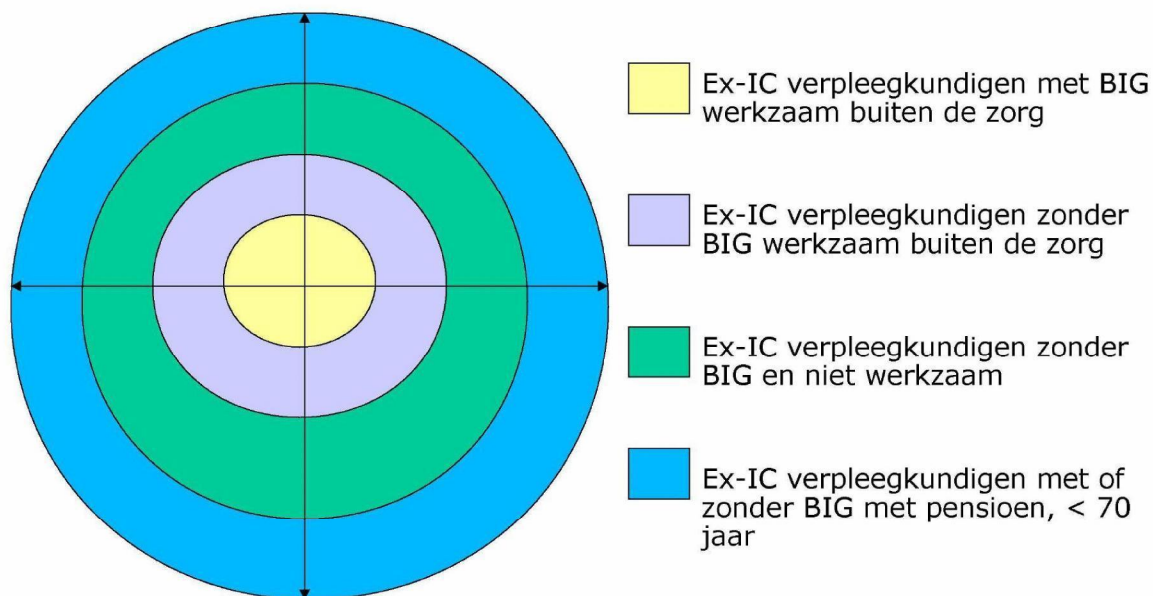 Ex-IC verpleegkundigen met BIG
werkzaam buiten de zorg
Ex-IC verpleegkundigen zonder
BIG werkzaam buiten de zorg
Ex-IC verpleegkundigen zonder
BIG en niet werkzaam
Ex-IC verpleegkundigen met of
zonder BIG met pensioen, < 70
jaar